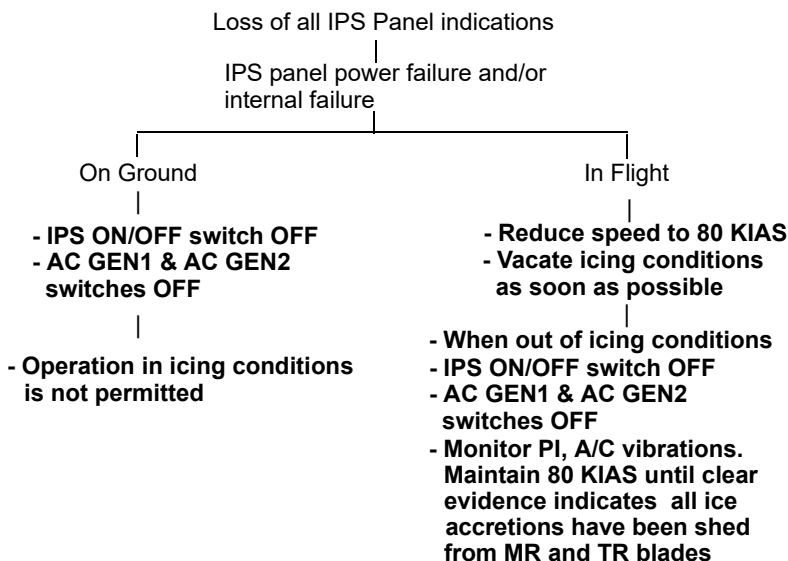 Loss of all IPS Panel indications
IPS panel power failure and/or
internal failure
On Ground
- IPS ON/OFF switch OFF
- AC GEN1 & AC GEN2
switches OFF
- Operation in icing conditions
is not permitted
In Flight
- Reduce speed to 80 KIAS
- Vacate icing conditions
as soon as possible
- When out of icing conditions
- IPS ON/OFF switch OFF
- AC GEN1 & AC GEN2
switches OFF
- Monitor PI, A/C vibrations.
Maintain 80 KIAS until clear
evidence indicates all ice
accretions have been shed
from MR and TR blades